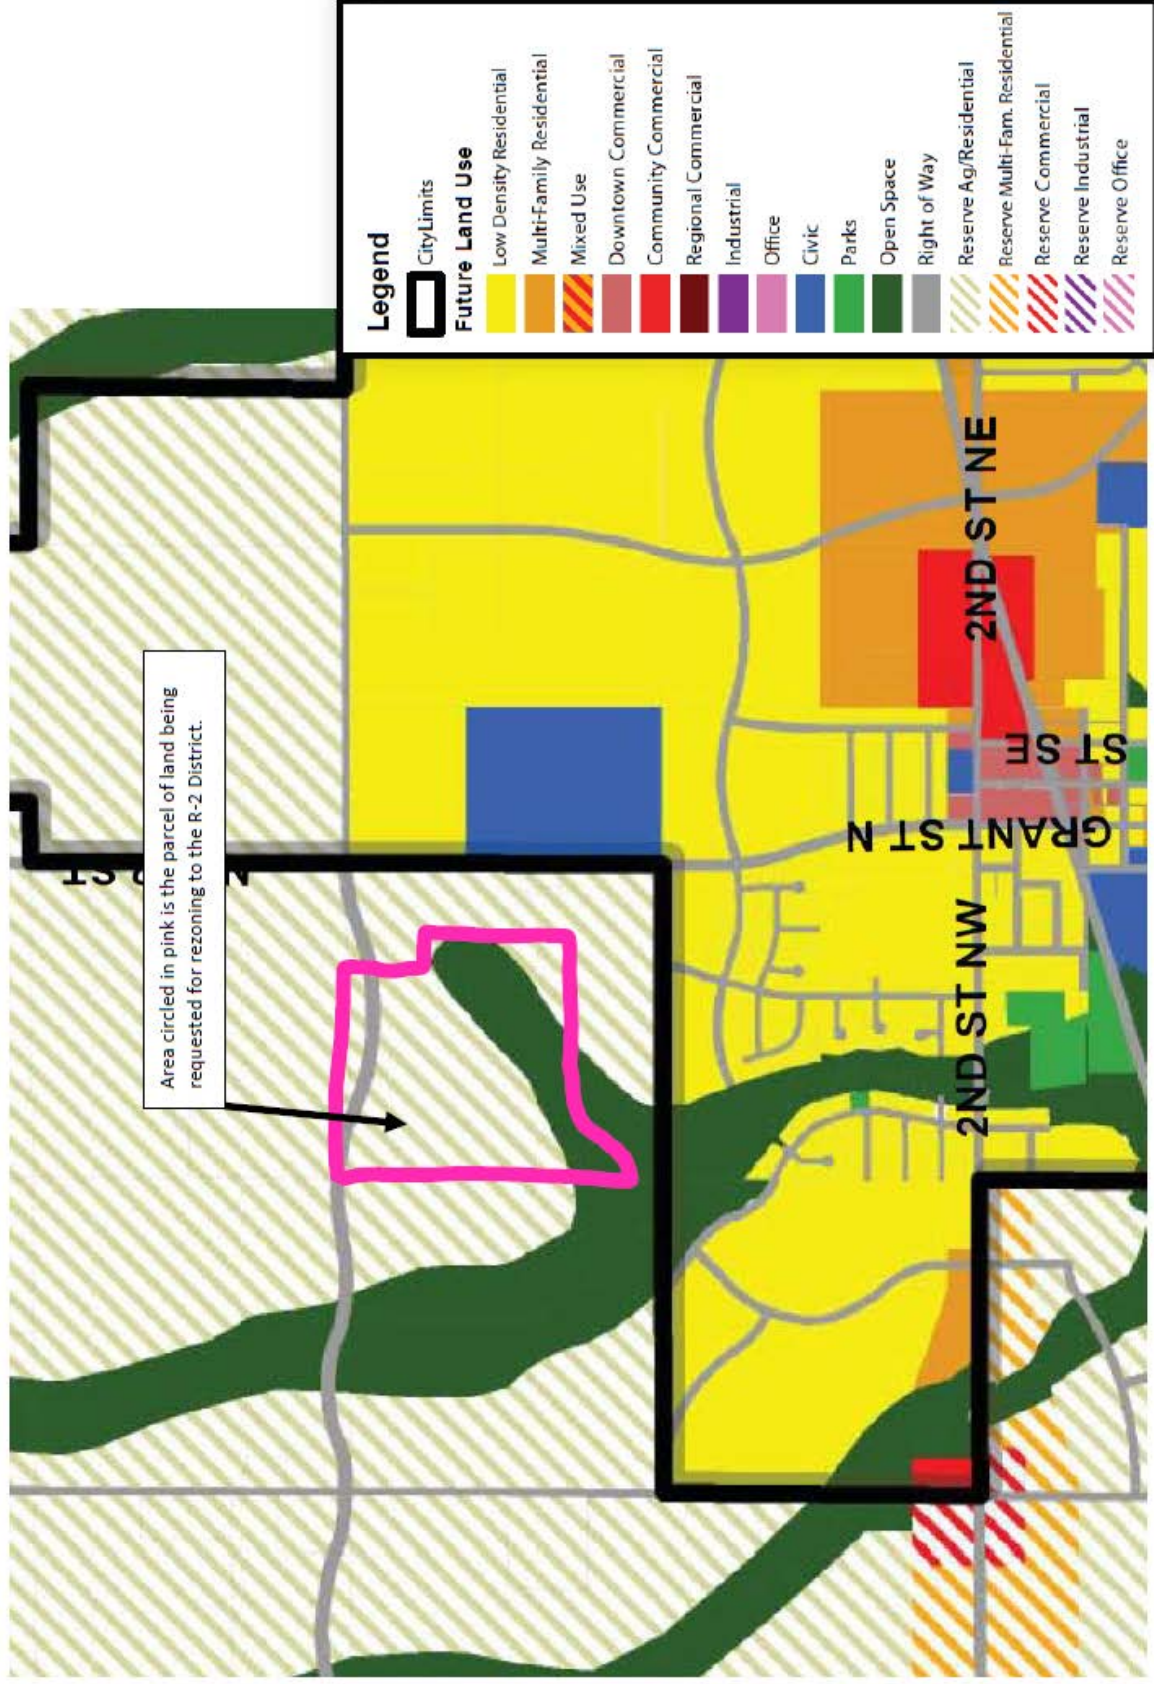 Area circled in pink is the parcel of land being
requested for rezoning to the R-2 District.
2ND ST NW
GRANT ST N
ST SE
2ND ST NE
Legend
CityLimits
Future Land Use
Low Density Residential
Multi-Family Residential
Mixed Use
Downtown Commercial
Community Commercial
Regional Commercial
Industrial
Office
Civic
Parks
Open Space
Right of Way
Reserve Ag/Residential
Reserve Multi-Fam. Residential
Reserve Commercial
Reserve Industrial
Reserve Office